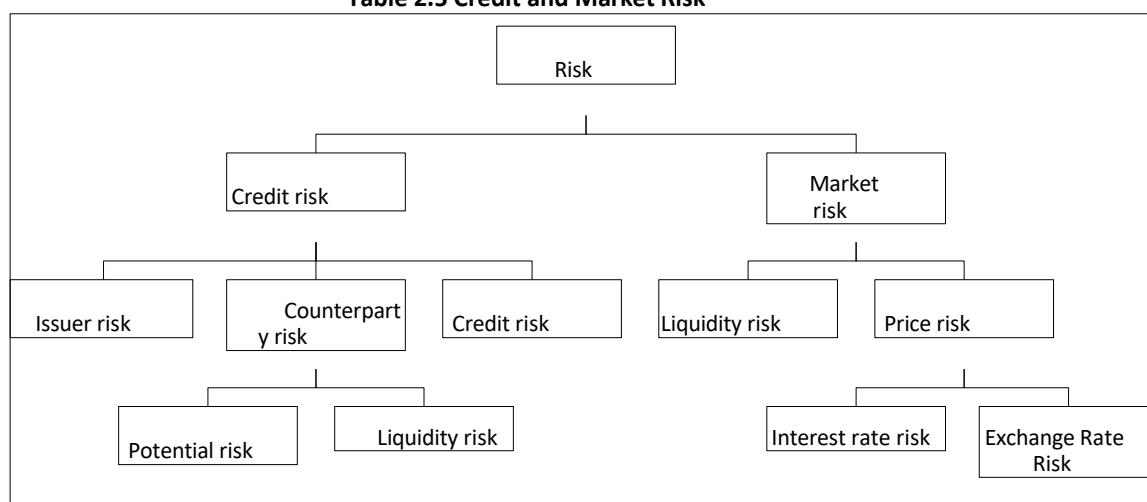 Table 2.5 Credit and Market Risk
Risk
Credit risk
Market
risk
Issuer risk
Counterpart
y risk
Credit risk
Liquidity risk
Price risk
Potential risk
Liquidity risk
Interest rate risk
Exchange Rate
Risk